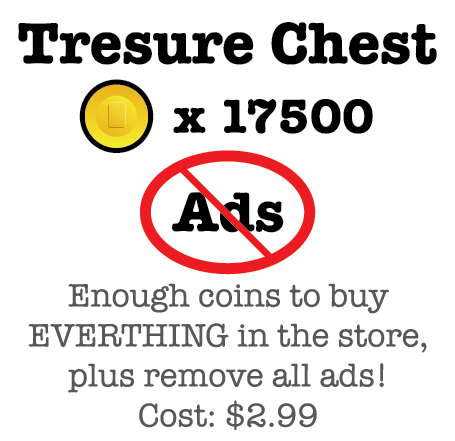 Tresure Chest
x 17500
Ads
Enough coins to buy
EVERTHING in the store,
plus remove all ads!
Cost: $2.99